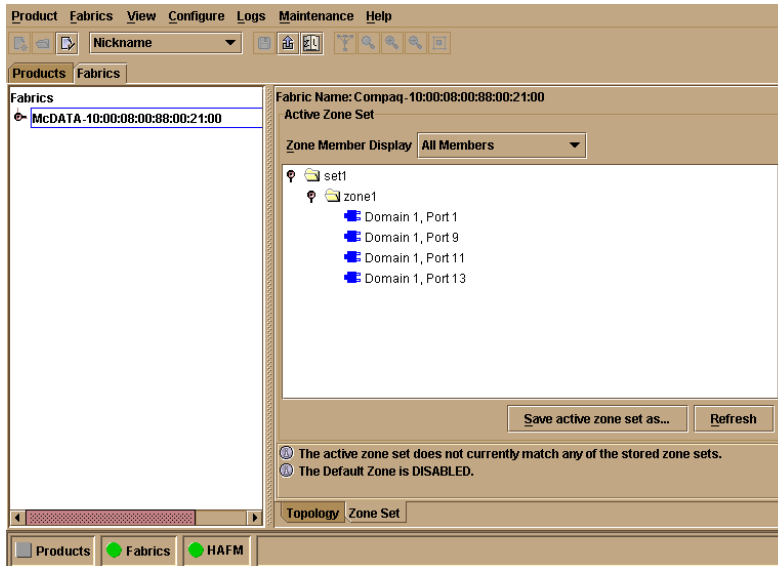 Product Fabrics View Configure Logs Maintenance Help
Nickname
Products Fabrics
Fabrics
McDATA-10:00:08:00:88:00:21:00
Fabric Name: Compaq-10:00:08:00:88:00:21:00
Active Zone Set
Zone Member Display All Members
set1
zone1
Domain 1, Port 1
Domain 1, Port 9
Domain 1, Port 11
Domain 1, Port 13
Save active zone set as... Refresh
The active zone set does not currently match any of the stored zone sets.
The Default Zone is DISABLED.
Topology Zone Set
Products Fabrics HAFM